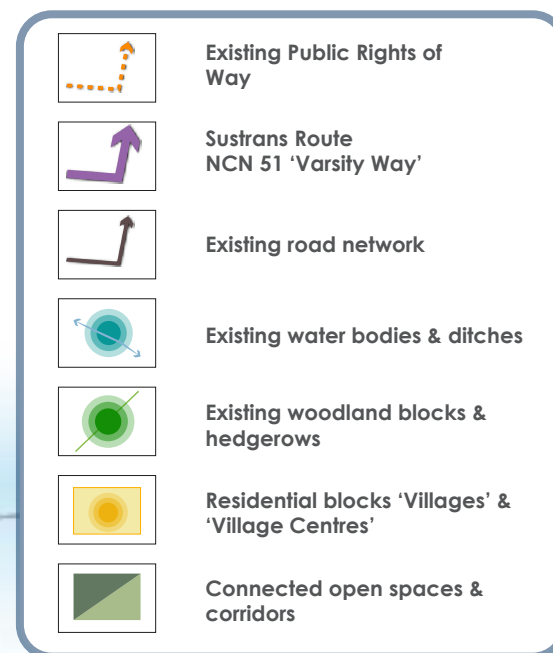 Existing Public Rights of
Way
Sustrans Route
NCN 51 ‘Varsity Way’
Existing road network
Existing water bodies & ditches
Existing woodland blocks &
hedgerows
Residential blocks ‘Villages’ &
‘Village Centres’
Connected open spaces &
corridors